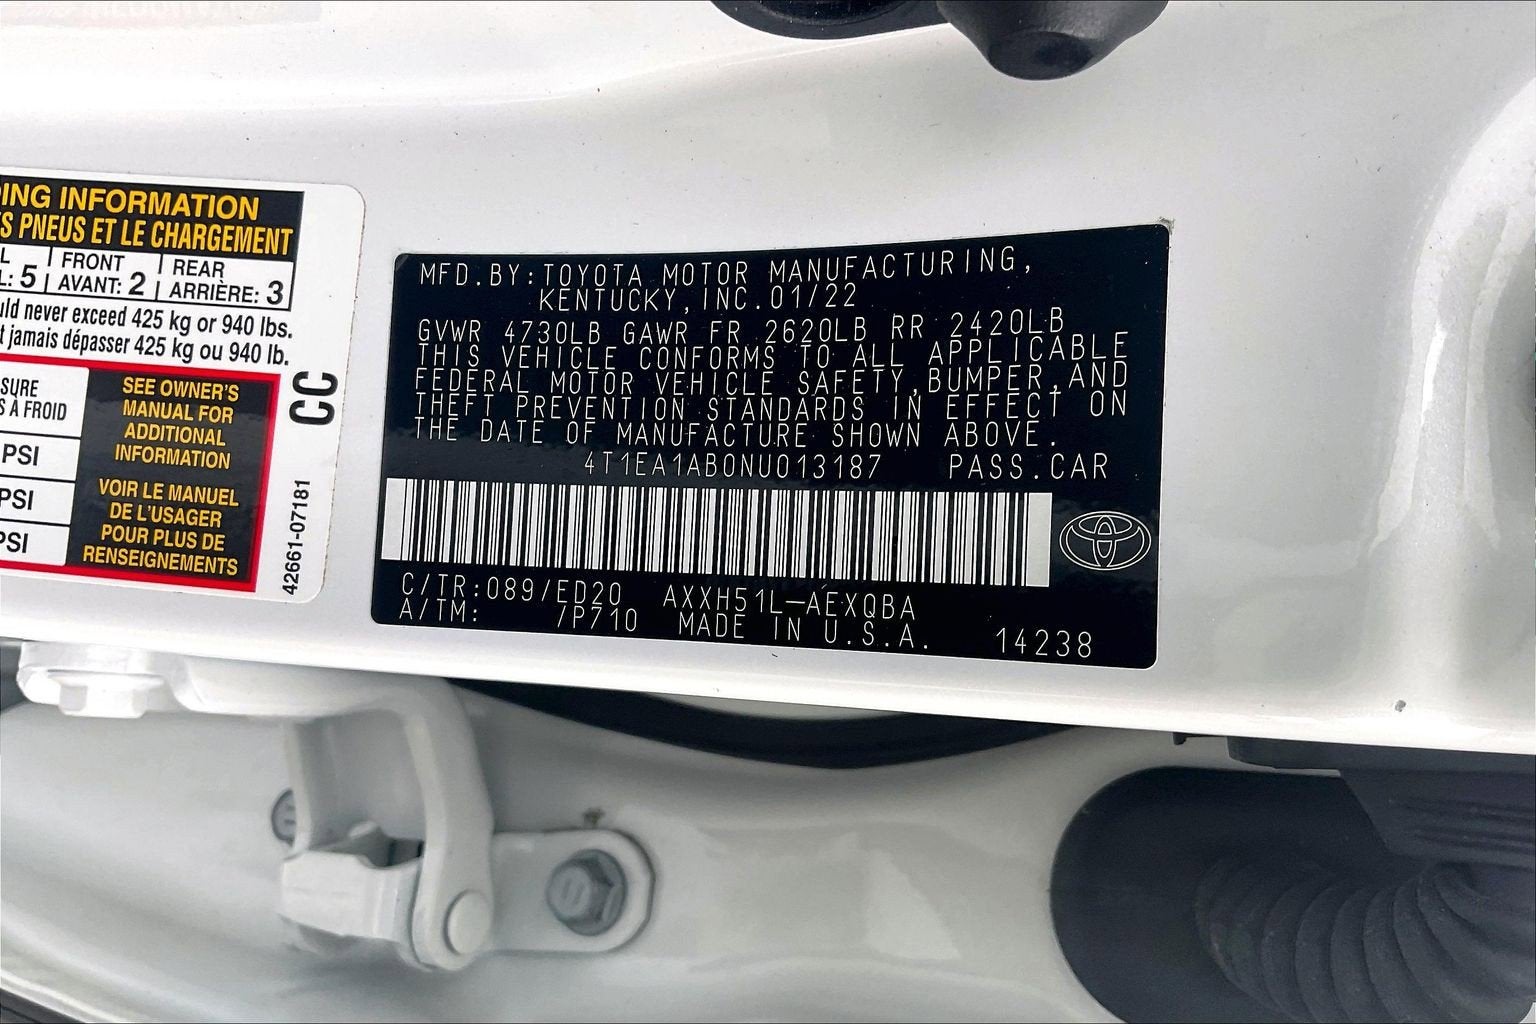 ING INFORMATION
S PNEUS ET LE CHARGEMENT
L FRONT REAR
L: 5 AVANT: 2 ARRIÈRE: 3
uld never exceed 425 kg or 940 lbs.
t jamais dépasser 425 kg ou 940 lb.
SURE
S A FROID
PSI
PSI
PSI
SEE OWNER'S
MANUAL FOR
ADDITIONAL
INFORMATION
VOIR LE MANUEL
DE L'USAGER
POUR PLUS DE
RENSEIGNEMENTS
CC
42661-07181
MFD.BY:TOYOTA MOTOR MANUFACTURING,
KENTUCKY,INC.01/22
GVWR 4730LB GAWR FR 2620LB RR 2420LB
THIS VEHICLE CONFORMS TO ALL APPLICABLE
FEDERAL MOTOR VEHICLE SAFETY,BUMPER,AND
THEFT PREVENTION STANDARDS IN EFFECT ON
THE DATE OF MANUFACTURE SHOWN ABOVE.
4T1EA1AB0NU013187 PASS.CAR
C/TR:089/ED20 AXXH51L-AEXQBA
A/TM: 7P710 MADE IN U.S.A. 14238